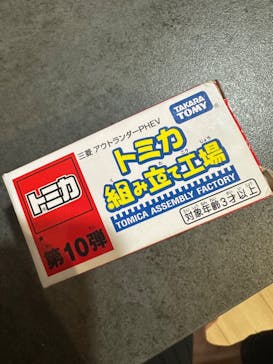 TAKARA
TOMY
三菱 アウトランダーPHEV
トミカ
トミカ
組み立て工場
TOMICA ASSEMBLY FACTORY
第10弾
対象年齢3才以上